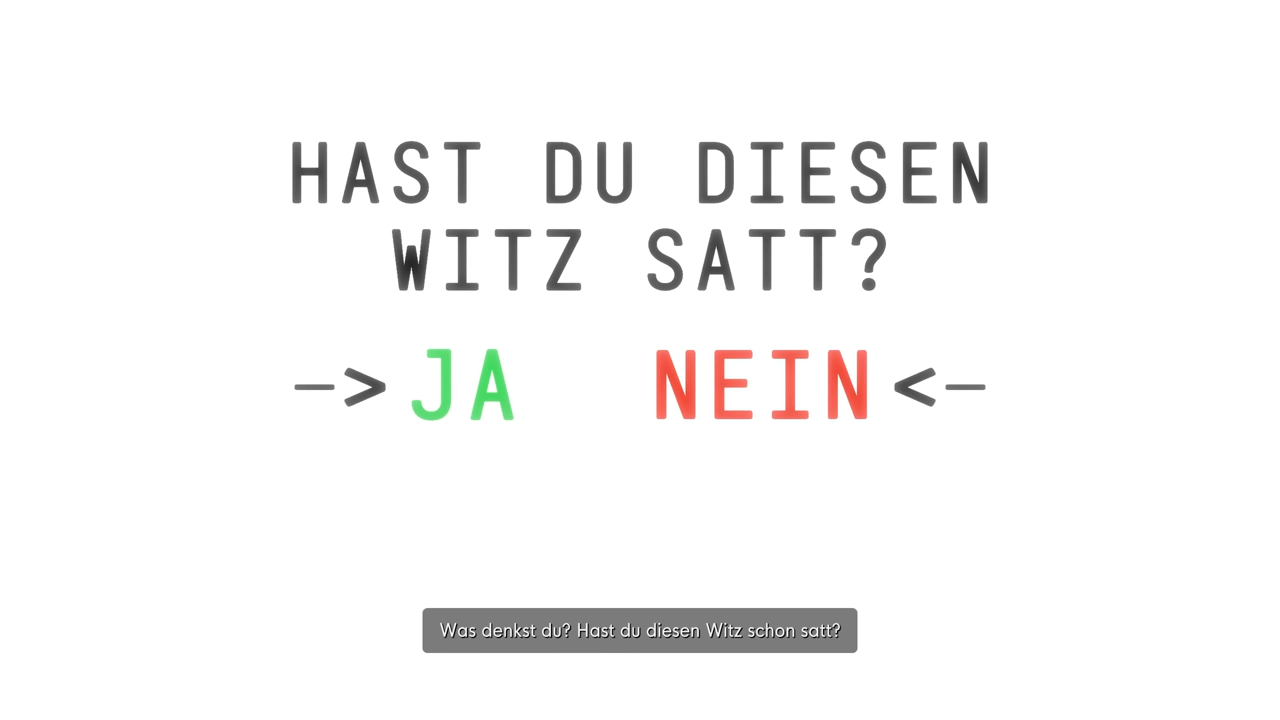 HAST DU DIESEN
WITZ SATT?
—> JA NEIN <—
Was denkst du? Hast du diesen Witz schon satt?